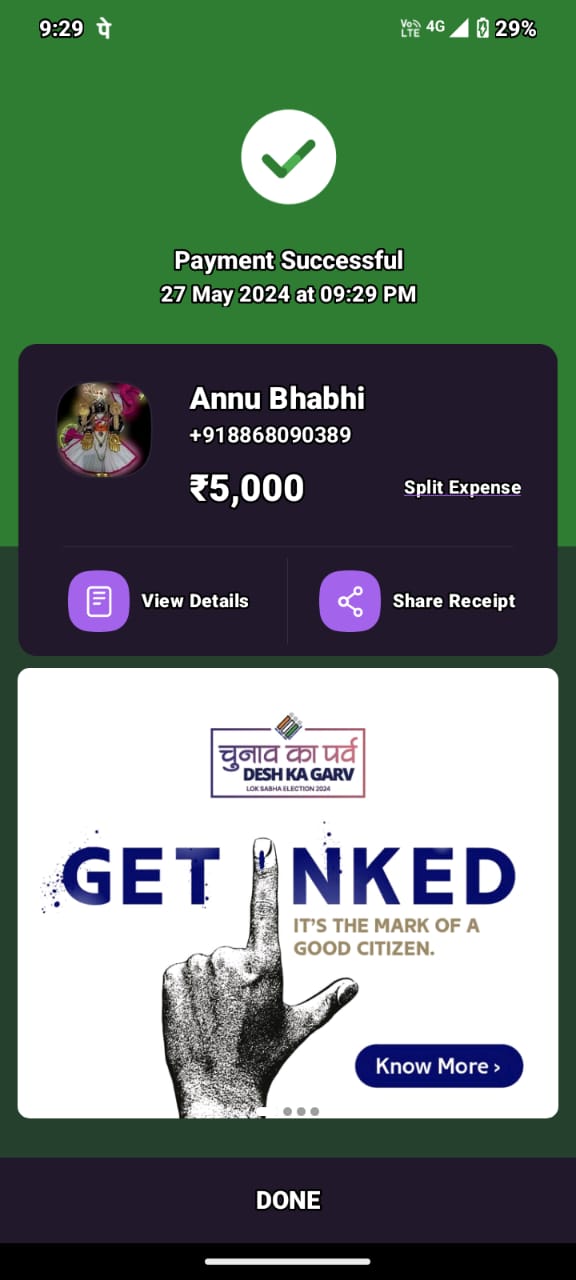 9:29 पे
Vo LTE 4G 29%
Payment Successful
27 May 2024 at 09:29 PM
Annu Bhabhi
+918868090389
₹5,000
Split Expense
View Details
Share Receipt
चुनाव का पर्व
DESH KA GARV
LOK SABHA ELECTION 2024
GET INKED
IT'S THE MARK OF A
GOOD CITIZEN.
Know More ›
DONE